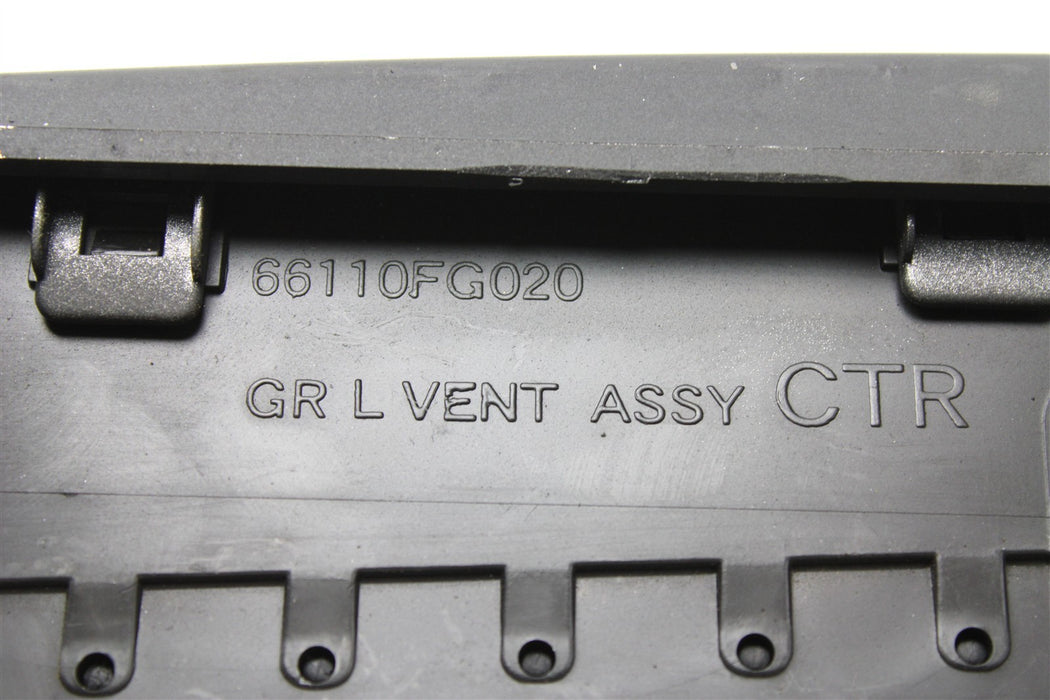 66110FG020
GR L VENT ASSY CTR